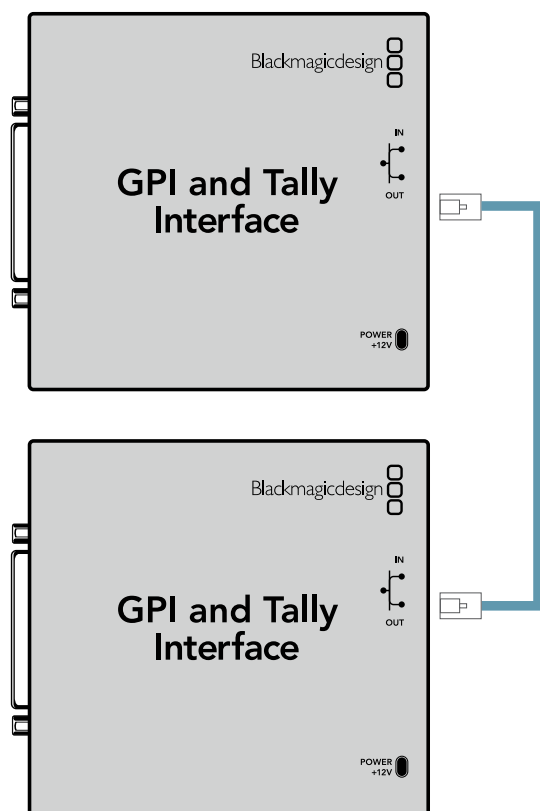 Blackmagicdesign
IN
OUT
GPI and Tally
Interface
POWER
+12V
Blackmagicdesign
IN
OUT
GPI and Tally
Interface
POWER
+12V